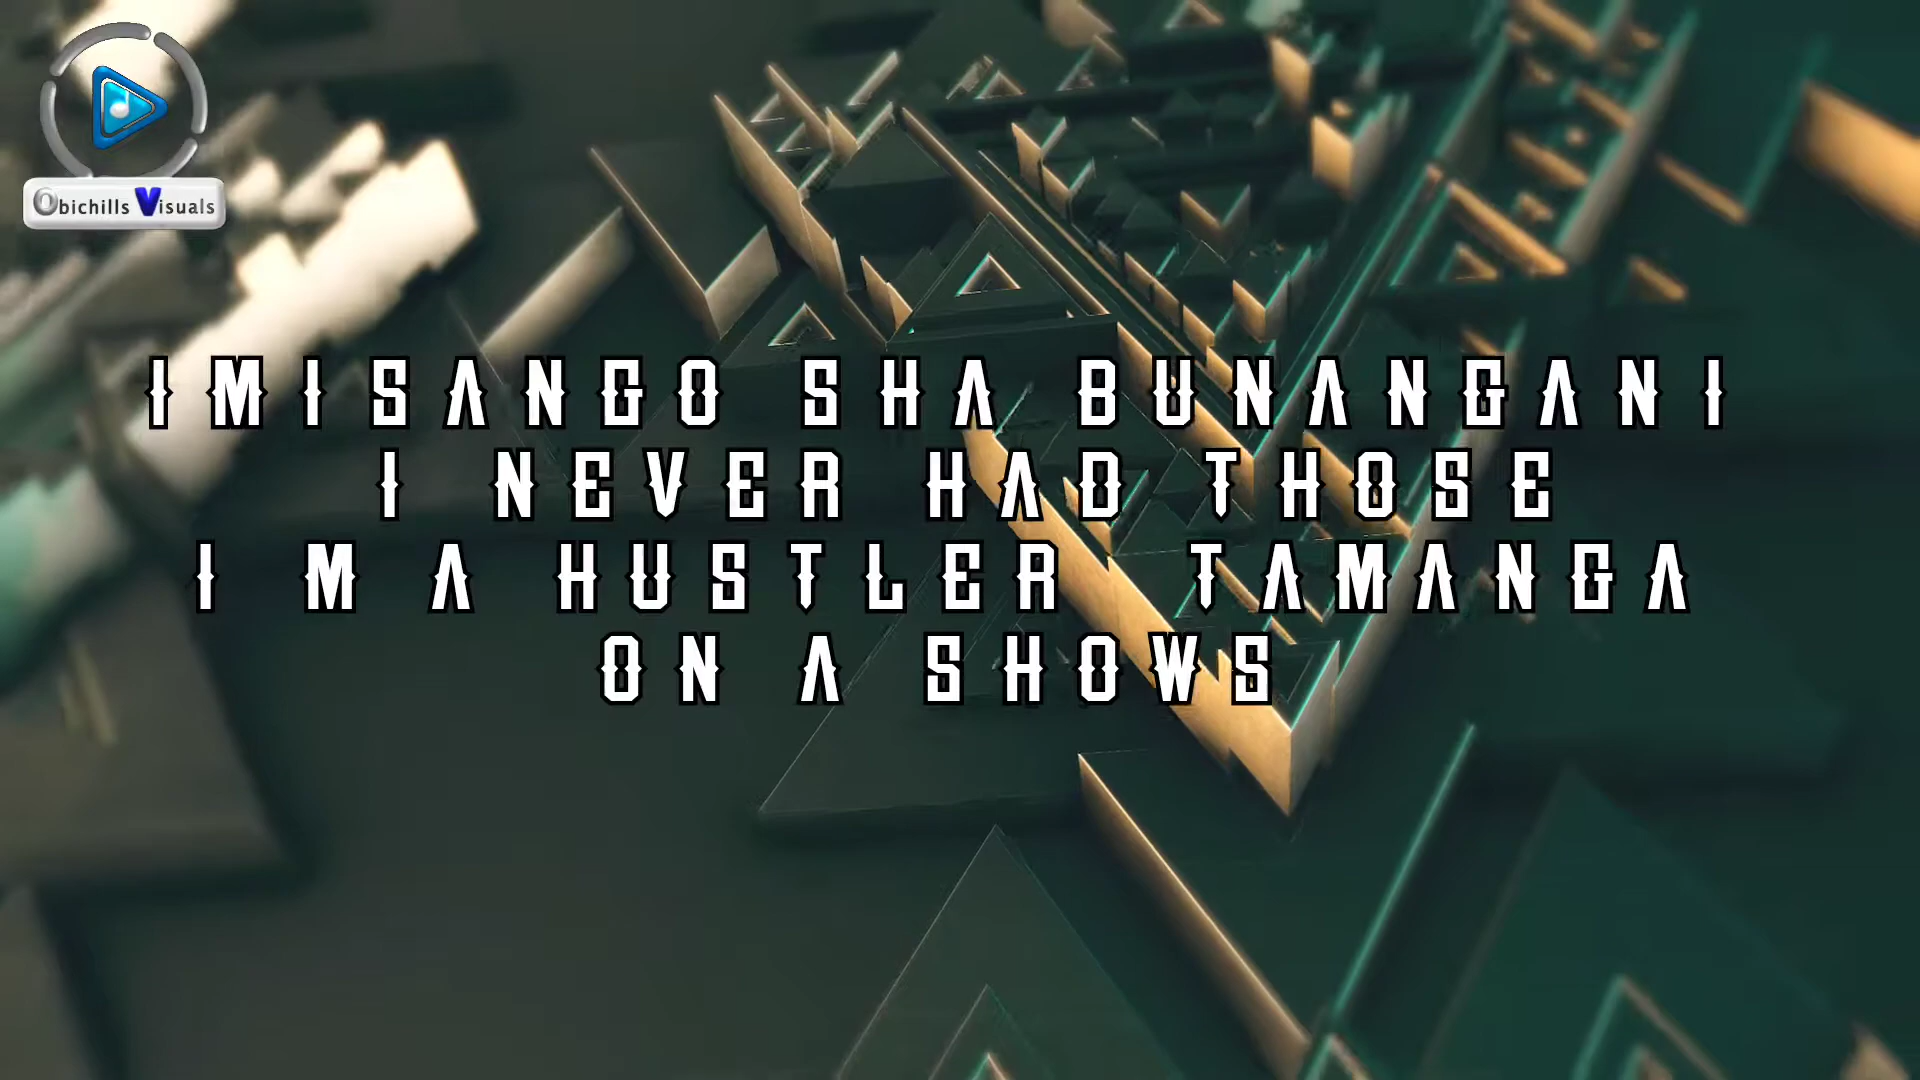 Obichills Visuals
IMISANGO SHA BUNANGANI
I NEVER HAD THOSE
I M A HUSTLER TAMANGA
ON A SHOWS